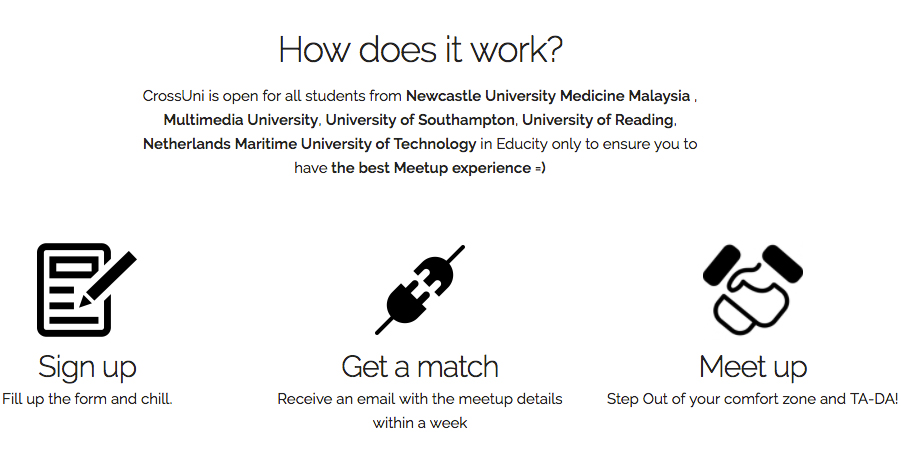 How does it work?
CrossUni is open for all students from Newcastle University Medicine Malaysia ,
Multimedia University, University of Southampton, University of Reading,
Netherlands Maritime University of Technology in Educity only to ensure you to
have the best Meetup experience =)
Sign up
Fill up the form and chill.
Get a match
Receive an email with the meetup details
within a week
Meet up
Step Out of your comfort zone and TA-DA!